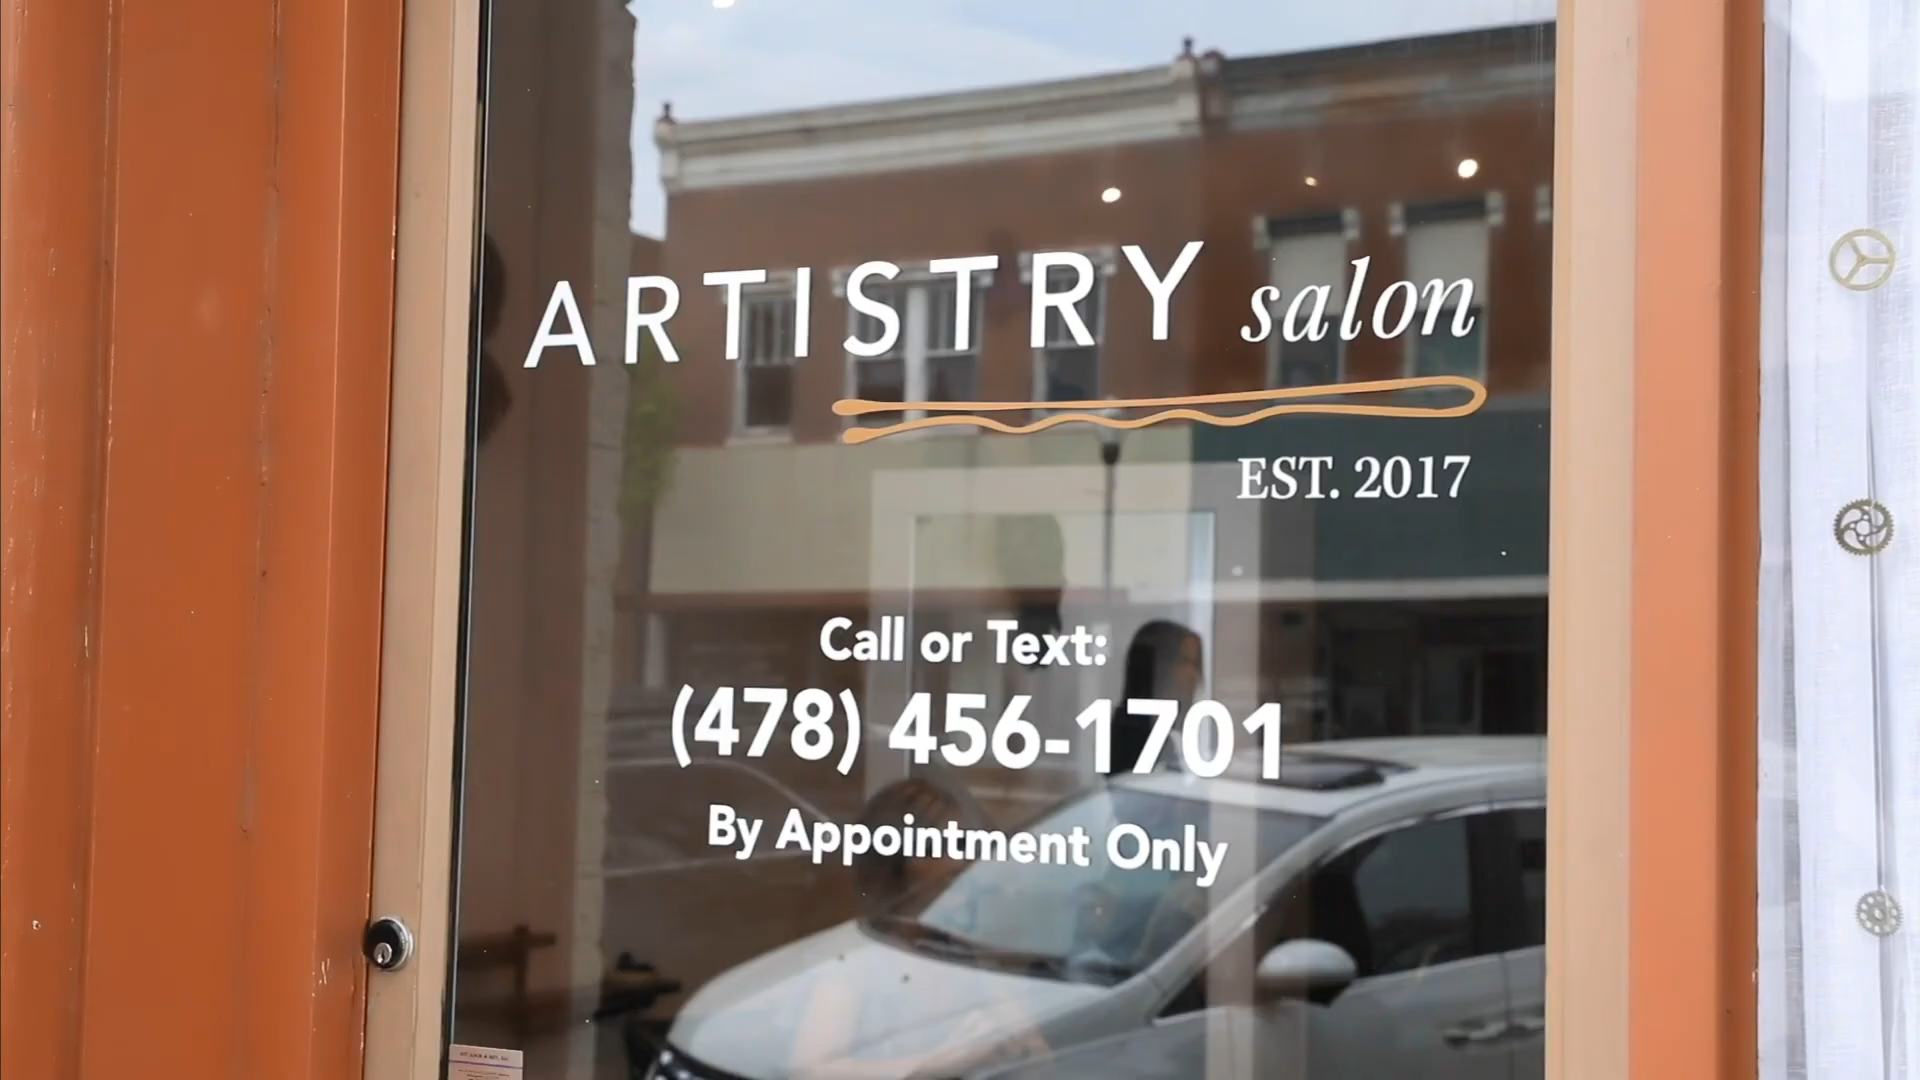 ARTISTRY salon
EST. 2017
Call or Text:
(478) 456-1701
By Appointment Only